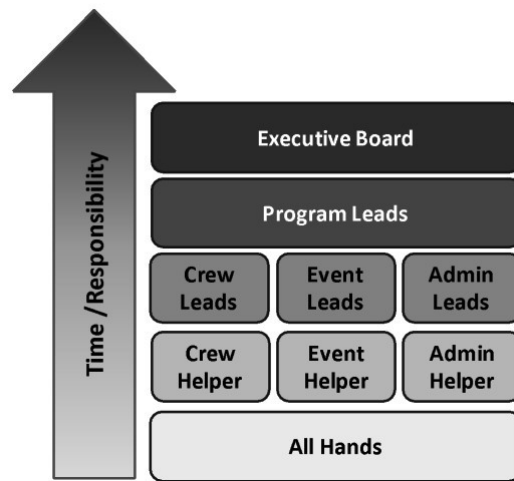 Time /Responsibility
Executive Board
Program Leads
Crew
Leads
Event
Leads
Admin
Leads
Crew
Helper
Event
Helper
Admin
Helper
All Hands